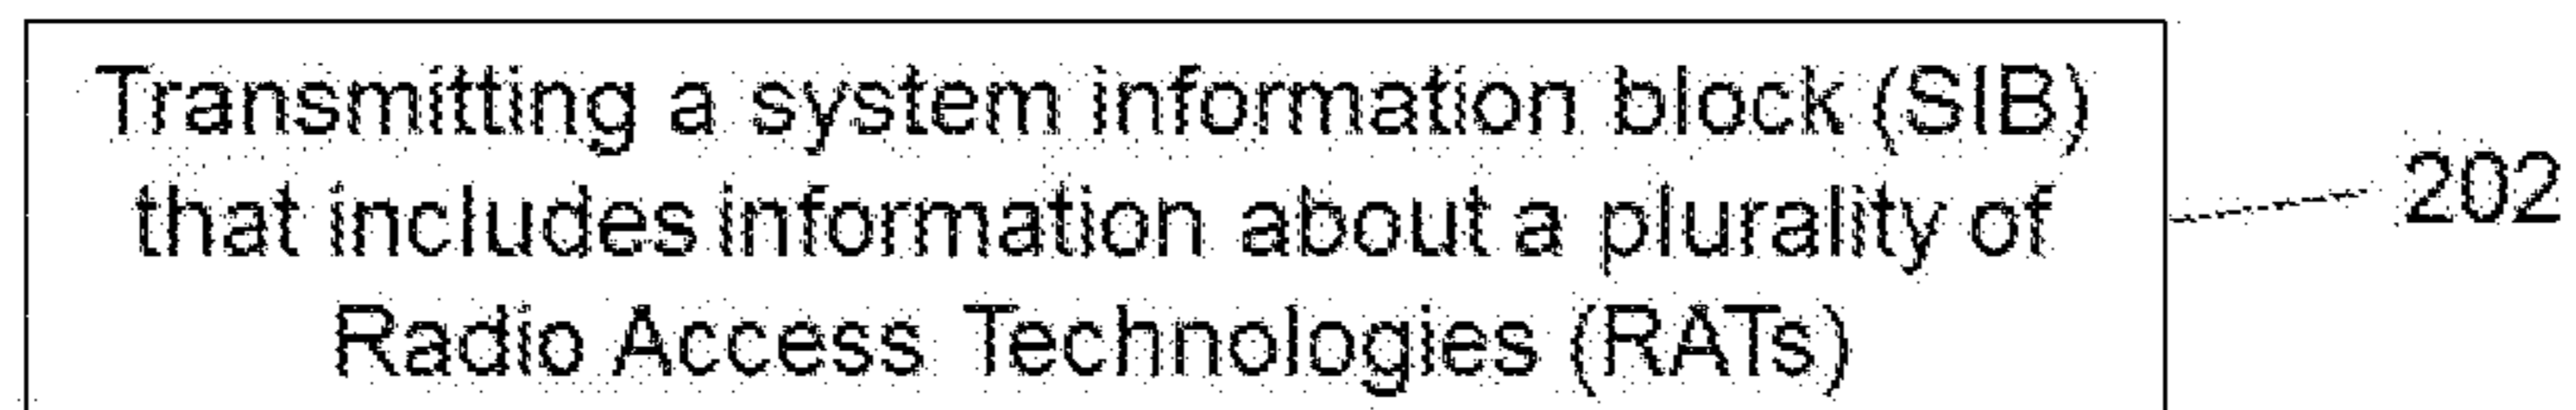 Transmitting a system information block (SIB)
that includes information about a plurality of
Radio Access Technologies (RATs)
202